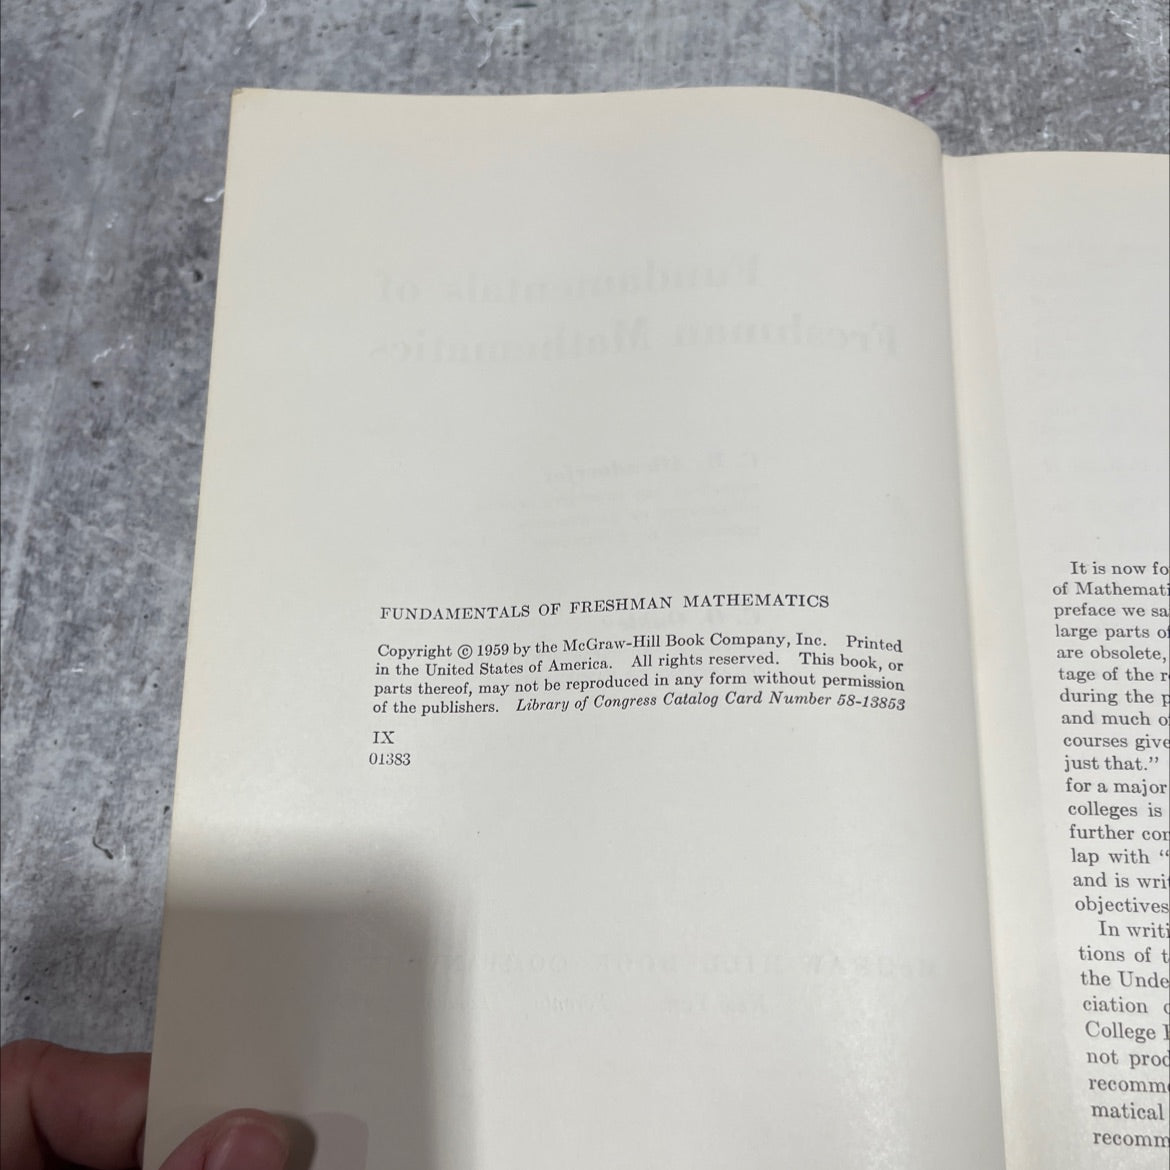 FUNDAMENTALS OF FRESHMAN MATHEMATICS
Copyright © 1959 by the McGraw-Hill Book Company, Inc. Printed
in the United States of America. All rights reserved. This book, or
parts thereof, may not be reproduced in any form without permission
of the publishers. Library of Congress Catalog Card Number 58-13853
IX
01383
It is now fo
of Mathemati
preface we sa
large parts of
are obsolete,
tage of the r
during the p
and much o
courses give
just that.”
for a major
colleges is
further cor
lap with “
and is writ
objectives
In writi
tions of t
the Unde
ciation
College
not prod
recomme
matical
recomm